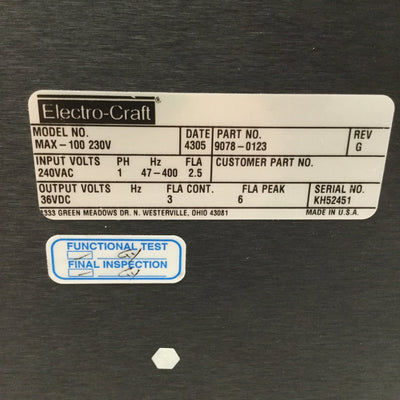 Electro-Craft®
MODEL NO. DATE PART NO. REV
MAX-100 230V 4305 9078-0123 G
INPUT VOLTS PH Hz FLA CUSTOMER PART NO.
240VAC 1 47-400 2.5
OUTPUT VOLTS Hz FLA CONT. FLA PEAK SERIAL NO.
36VDC 3 6 KH52451
1333 GREEN MEADOWS DR. N. WESTERVILLE, OHIO 43081 MADE IN U.S.A.
FUNCTIONAL TEST
FINAL INSPECTION